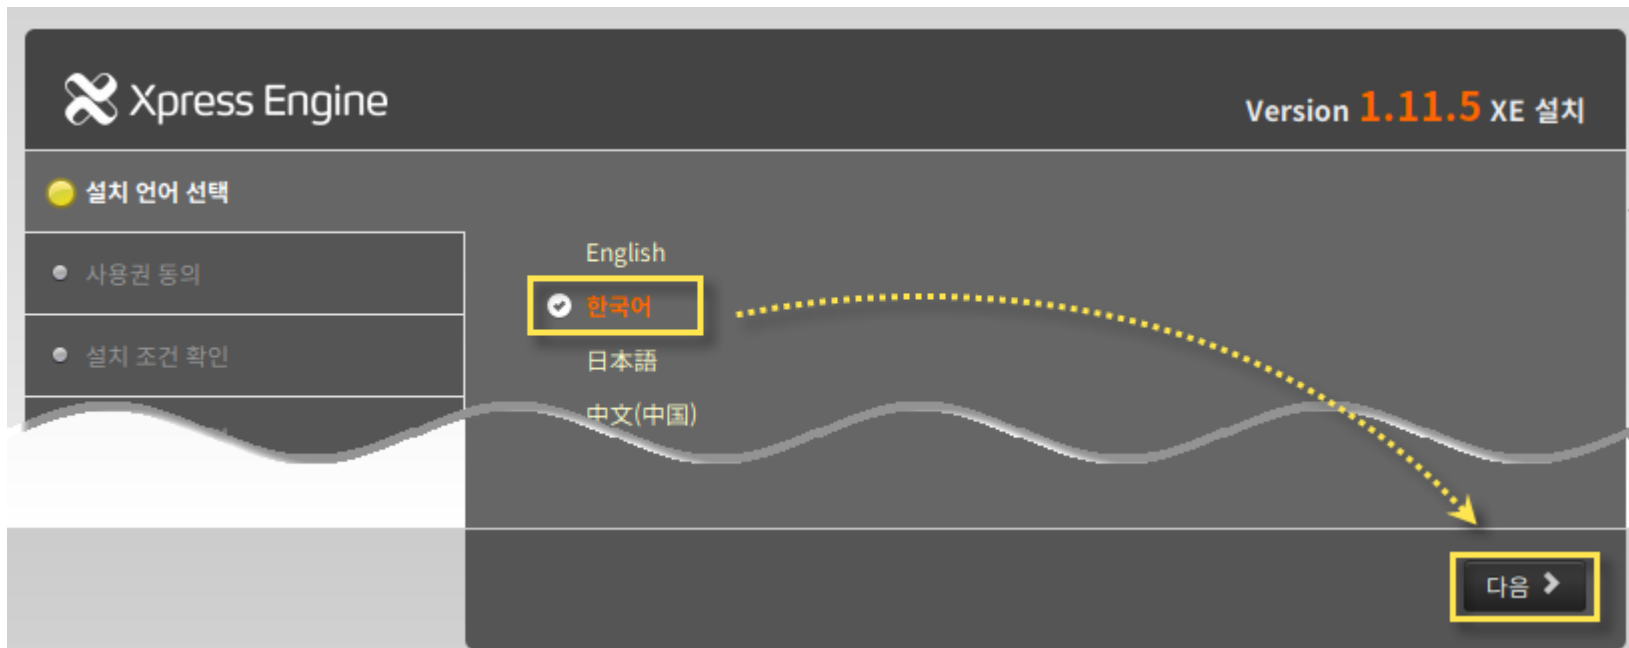 Xpress Engine
Version 1.11.5 XE 설치
설치 언어 선택
사용권 동의
설치 조건 확인
English
한국어
日本語
中文(中国)
다음